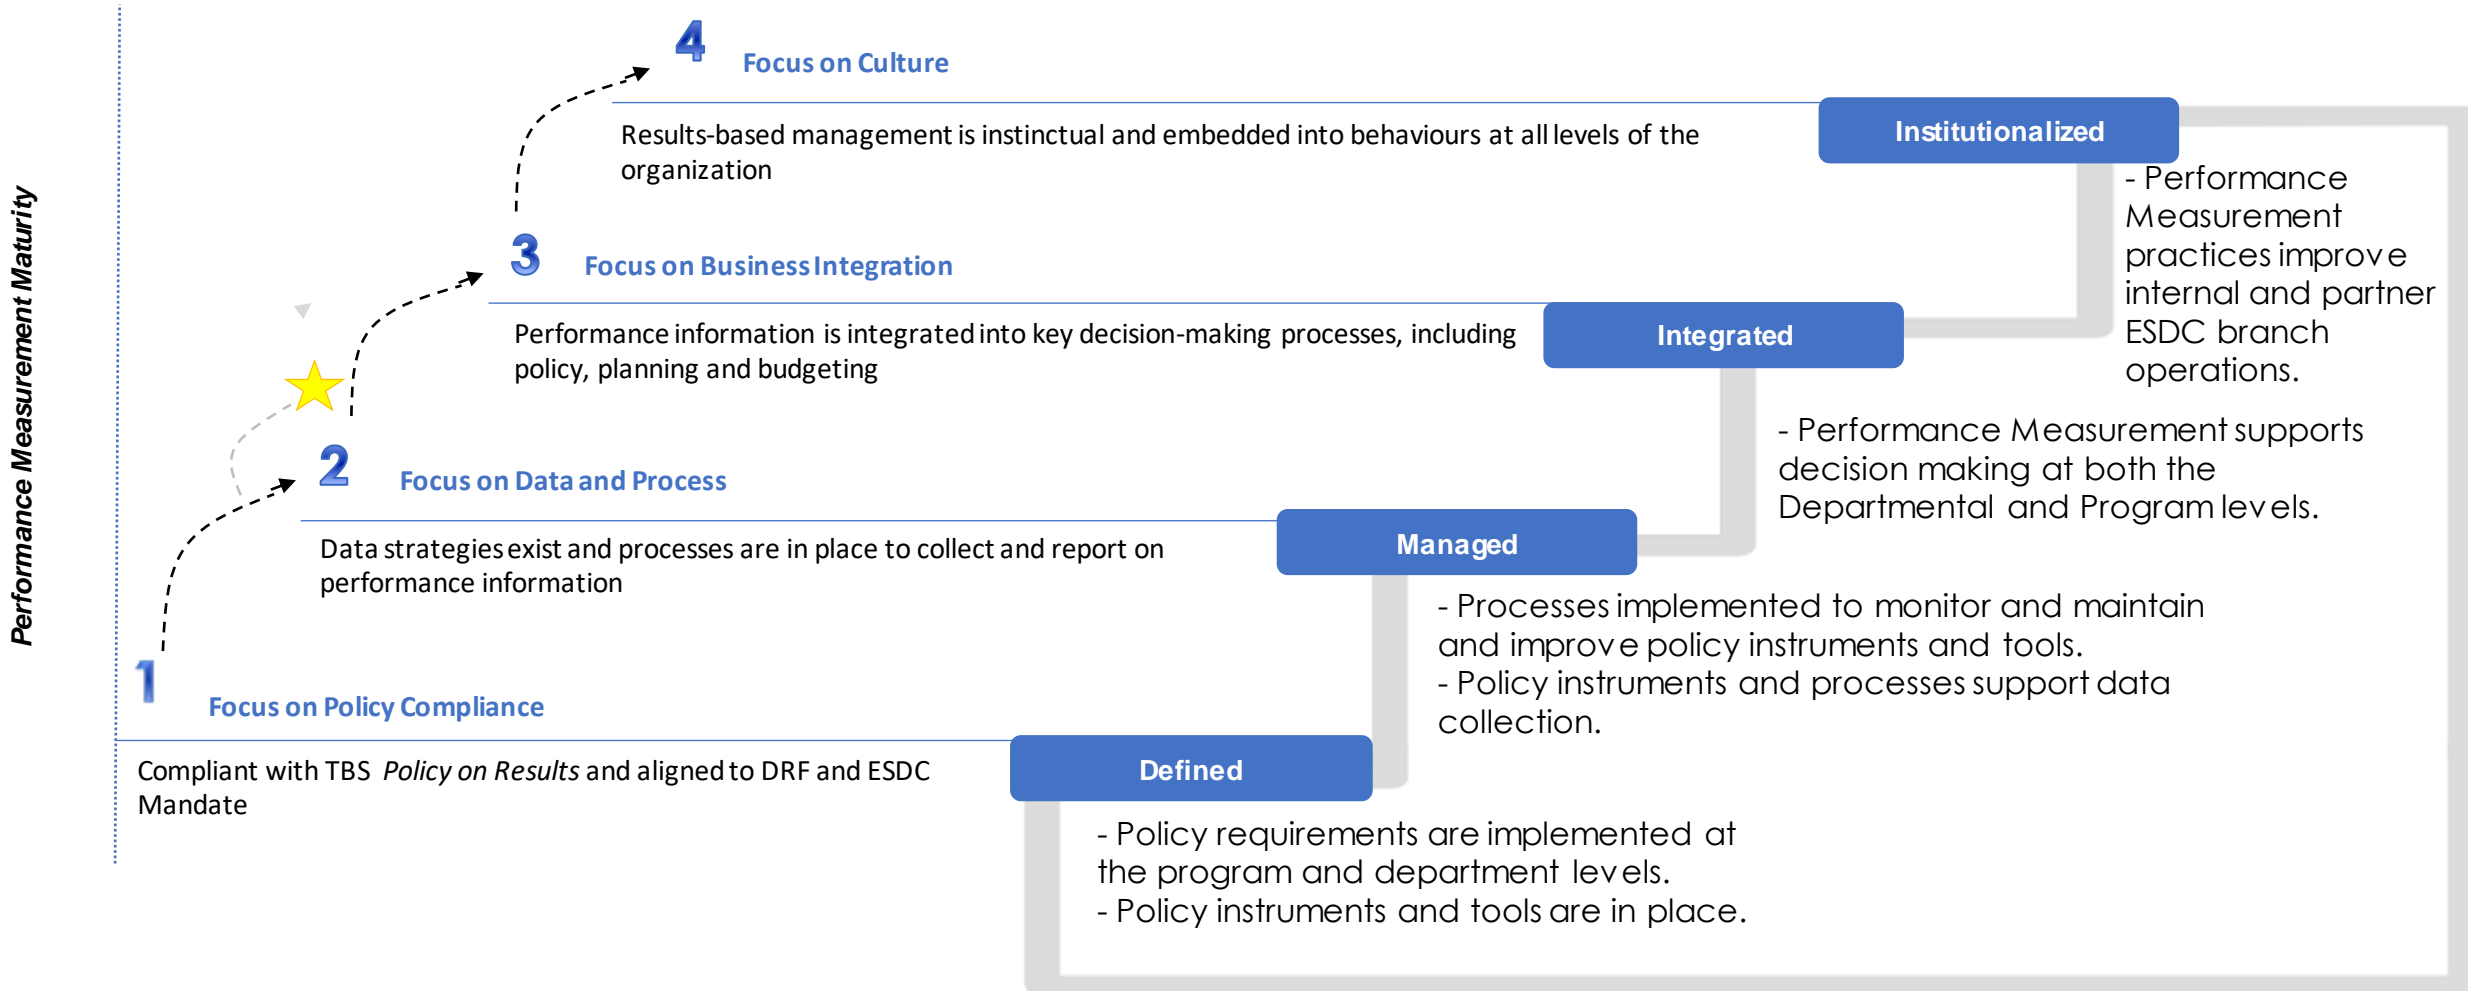 Performance Measurement Maturity
4
Focus on Culture
Results-based management is instinctual and embedded into behaviours at all levels of the
organization
Institutionalized
- Performance
Measurement
practices improve
internal and partner
ESDC branch
operations.
3
Focus on Business Integration
Performance information is integrated into key decision-making processes, including
policy, planning and budgeting
Integrated
- Performance Measurement supports
decision making at both the
Departmental and Program levels.
2
Focus on Data and Process
Data strategies exist and processes are in place to collect and report on
performance information
Managed
- Processes implemented to monitor and maintain
and improve policy instruments and tools.
- Policy instruments and processes support data
collection.
1
Focus on Policy Compliance
Compliant with TBS Policy on Results and aligned to DRF and ESDC
Mandate
Defined
- Policy requirements are implemented at
the program and department levels.
- Policy instruments and tools are in place.